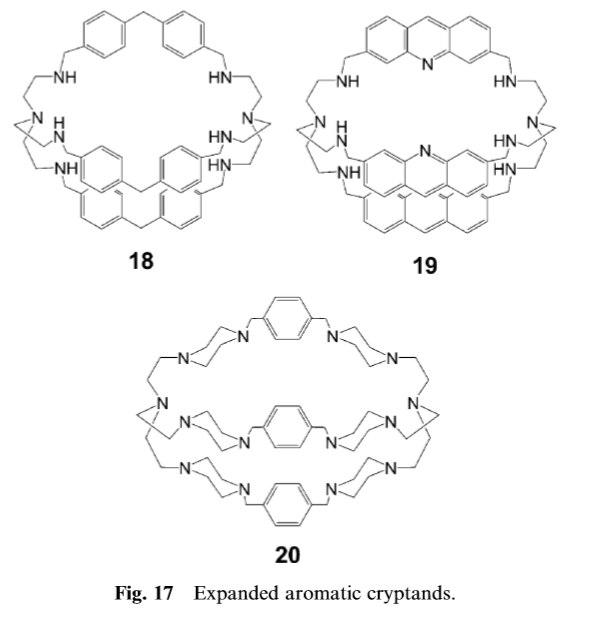 N
NH HN NH HN
N N N N
H H
N HN N N HN
NH HN NH HN
18 19
N N
N N
N N
N N
N N
N N
N N
20
Fig. 17 Expanded aromatic cryptands.